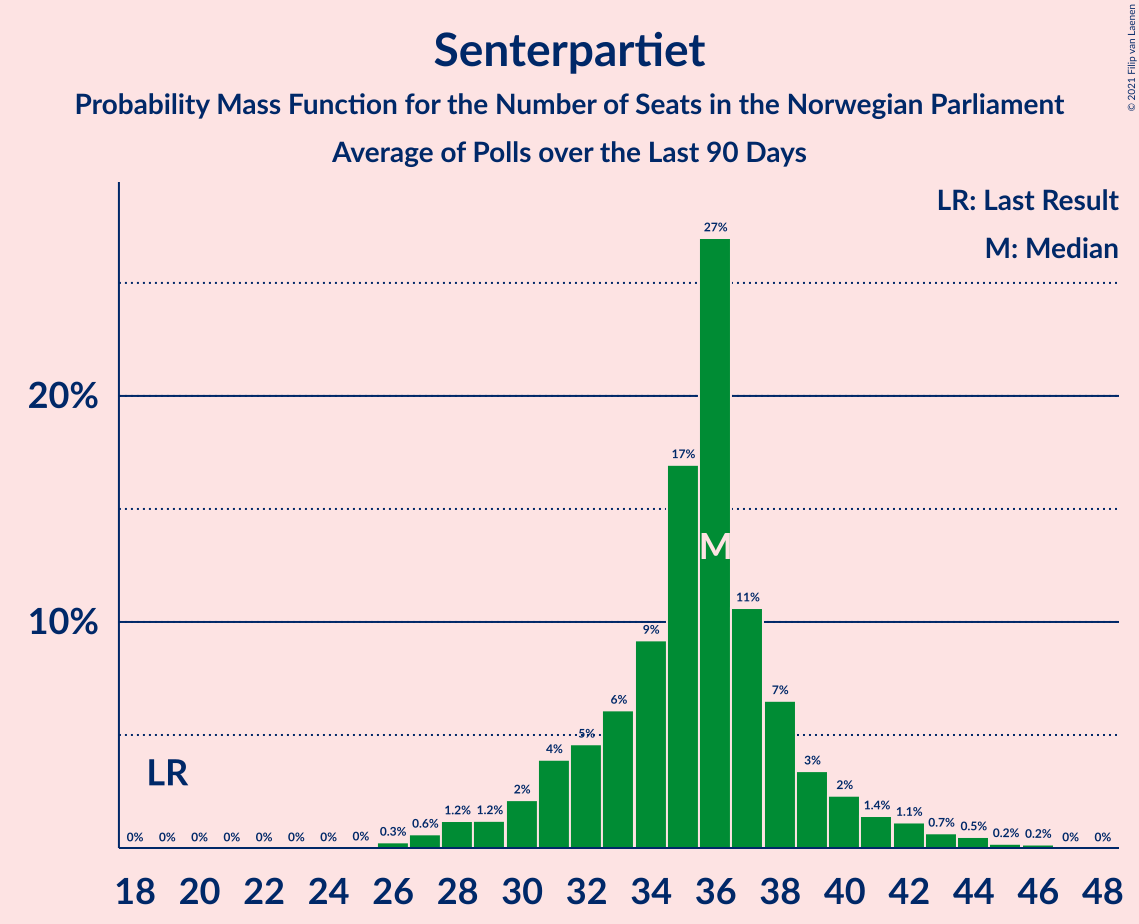 © 2021 Filip van Laenen
Senterpartiet
Probability Mass Function for the Number of Seats in the Norwegian Parliament
Average of Polls over the Last 90 Days
LR: Last Result
M: Median
27%
20%
17%
M
11%
10%
9%
7%
6%
5%
4%
3%
LR
2%
2%
1.4%
1.2%
1.2%
1.1%
0.7%
0.6%
0.5%
0.3%
0.2%
0.2%
0% 0% 0% 0% 0% 0% 0% 0% 0% 0%
18 20 22 24 26 28 30 32 34 36 38 40 42 44 46 48